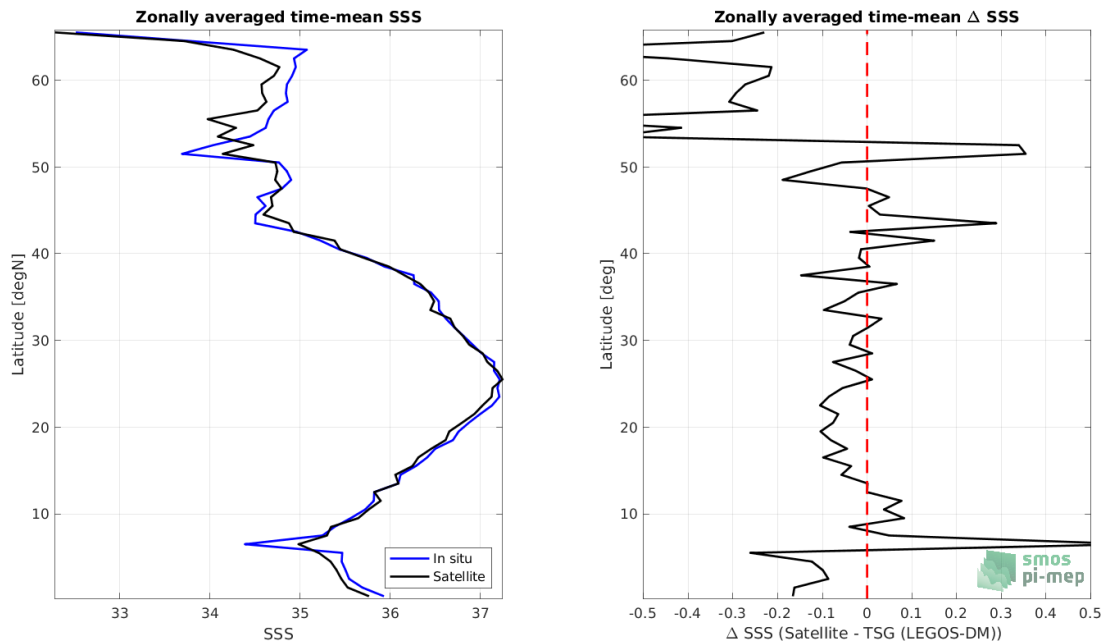 Zonally averaged time-mean SSS
Latitude [degN]
60
50
40
30
20
10
33
34
35
36
37
SSS
In situ
Satellite
Zonally averaged time-mean Δ SSS
Latitude [deg]
60
50
40
30
20
10
-0.5
-0.4
-0.3
-0.2
-0.1
0
0.1
0.2
0.3
0.4
0.5
Δ SSS (Satellite - TSG (LEGOS-DM))
smos
pi-mep